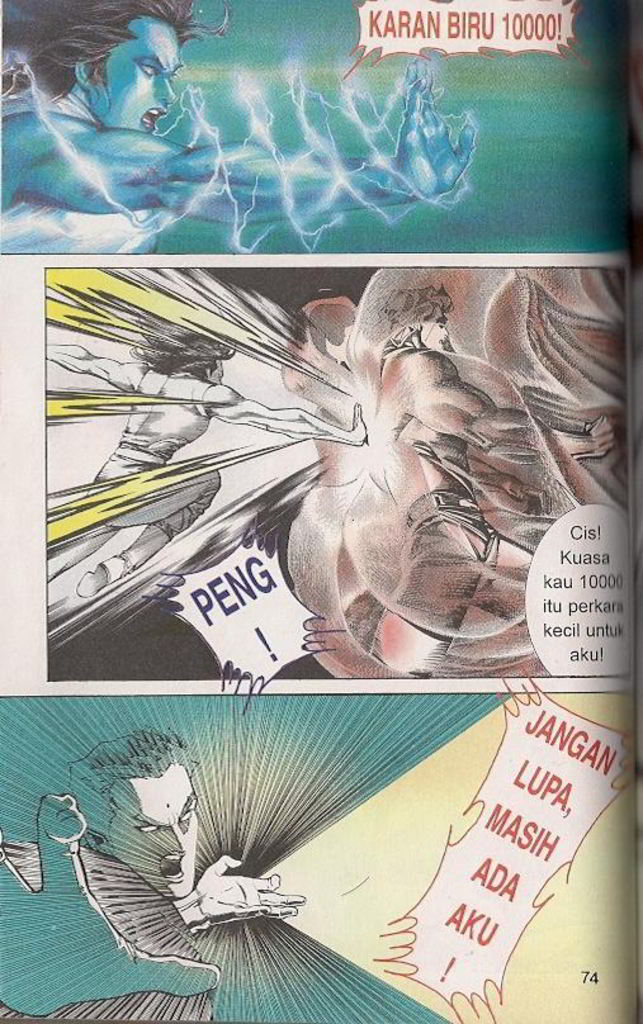 KARAN BIRU 10000!
PENG
!
Cis!
Kuasa
kau 10000
itu perkara
kecil untuk
aku!
JANGAN
LUPA,
MASIH
ADA
AKU
!
74